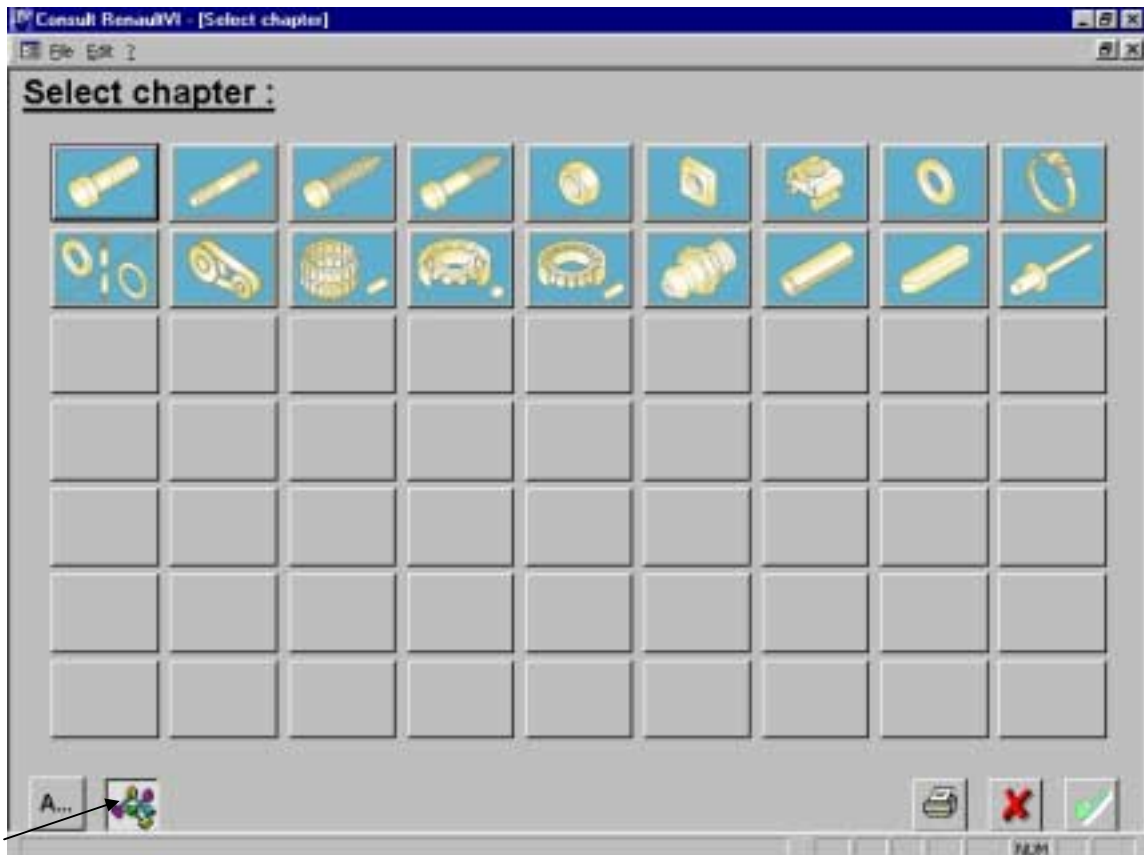 Consult RenaultVI - [Select chapter]
File Edit ?
Select chapter :
A...
NUM